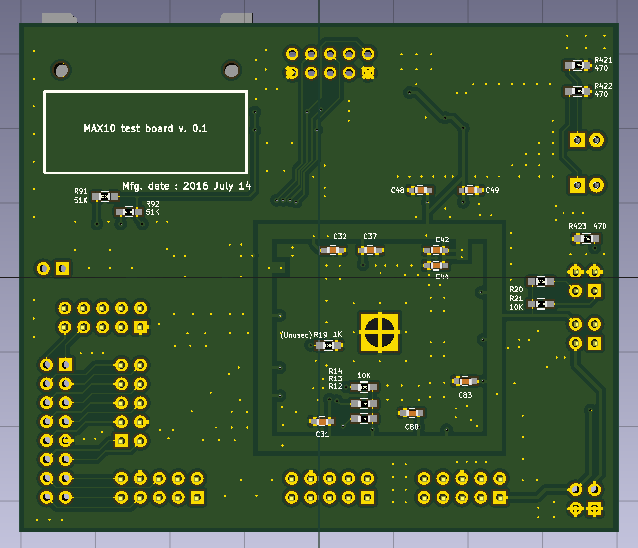 R421
470
R422
470
MAX10 test board v. 0.1
Mfg. date : 2016 July 14
R91
51K
R92
51K
C48
C49
R423 470
C32
C37
C42
C44
R20
R21
10K
(Unused)
R19 1K
R14
R13
R12
10K
C83
C31
C80